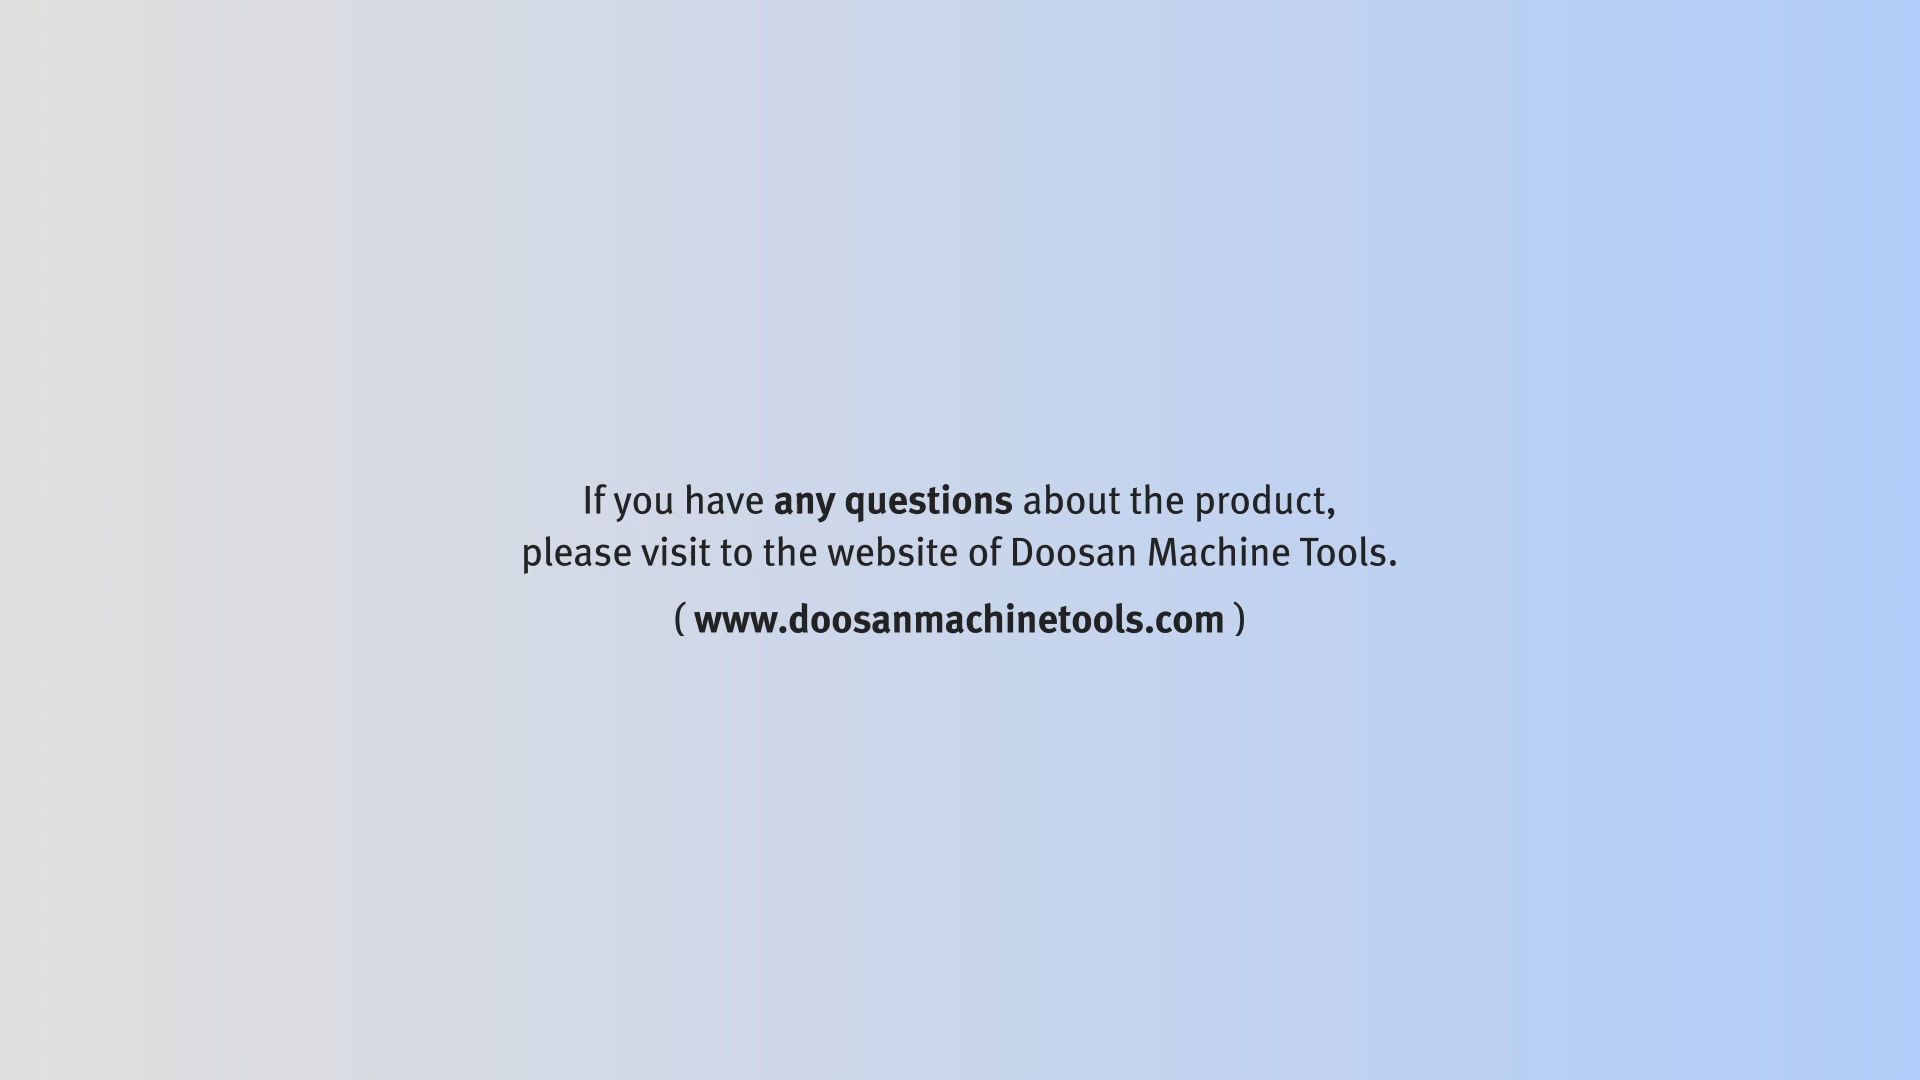 If you have any questions about the product,
please visit to the website of Doosan Machine Tools.
( www.doosanmachinetools.com )